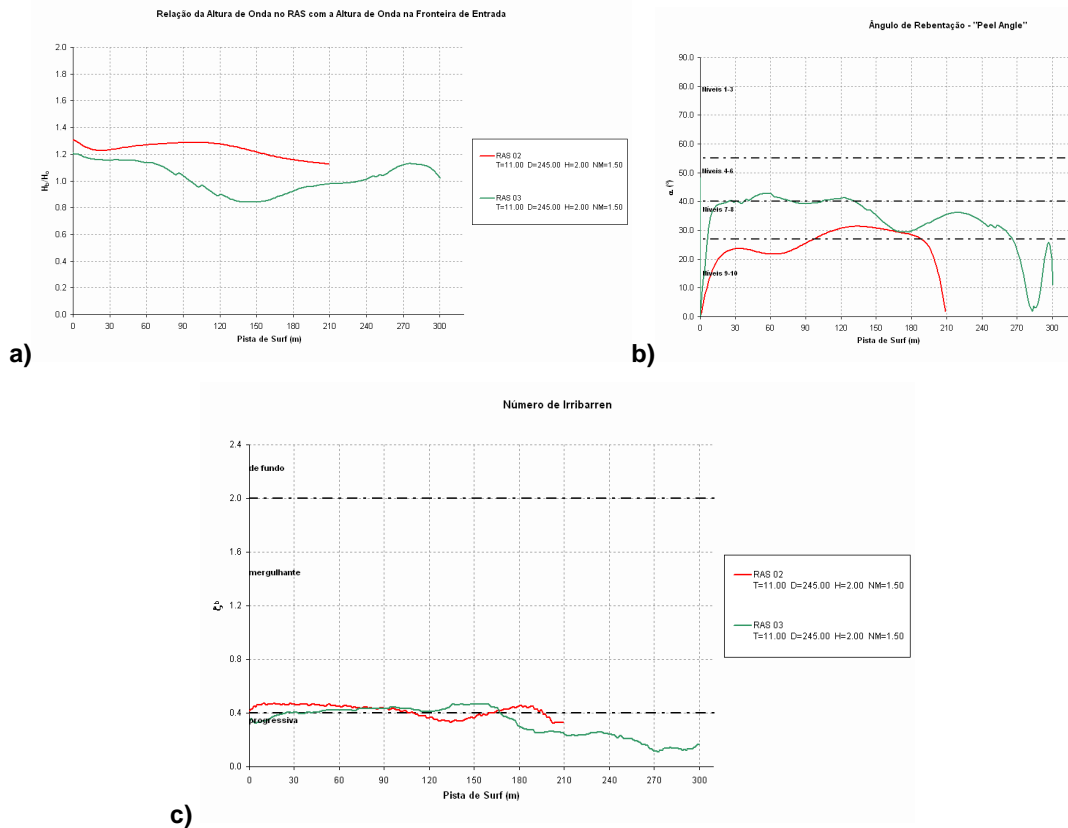 Relação da Altura de Onda no RAS com a Altura de Onda na Fronteira de Entrada
2.0
1.8
1.6
1.4
1.2
1.0
0.8
0.6
0.4
0.2
0.0
Hb/Ho
0 30 60 90 120 150 180 210 240 270 300
Pista de Surf (m)
RAS 02
T=11.00 D=245.00 H=2.00 NM=1.50
RAS 03
T=11.00 D=245.00 H=2.00 NM=1.50
a)
Ângulo de Rebentação - "Peel Angle"
90.0
80.0
70.0
60.0
50.0
40.0
30.0
20.0
10.0
0.0
α (°)
Níveis 1-3
Níveis 4-6
Níveis 7-8
Níveis 9-10
0 30 60 90 120 150 180 210 240 270 300
Pista de Surf (m)
b)
Número de Irribarren
2.4
2.0
1.6
1.2
0.8
0.4
0.0
ξb
de fundo
mergulhante
progressiva
0 30 60 90 120 150 180 210 240 270 300
Pista de Surf (m)
RAS 02
T=11.00 D=245.00 H=2.00 NM=1.50
RAS 03
T=11.00 D=245.00 H=2.00 NM=1.50
c)